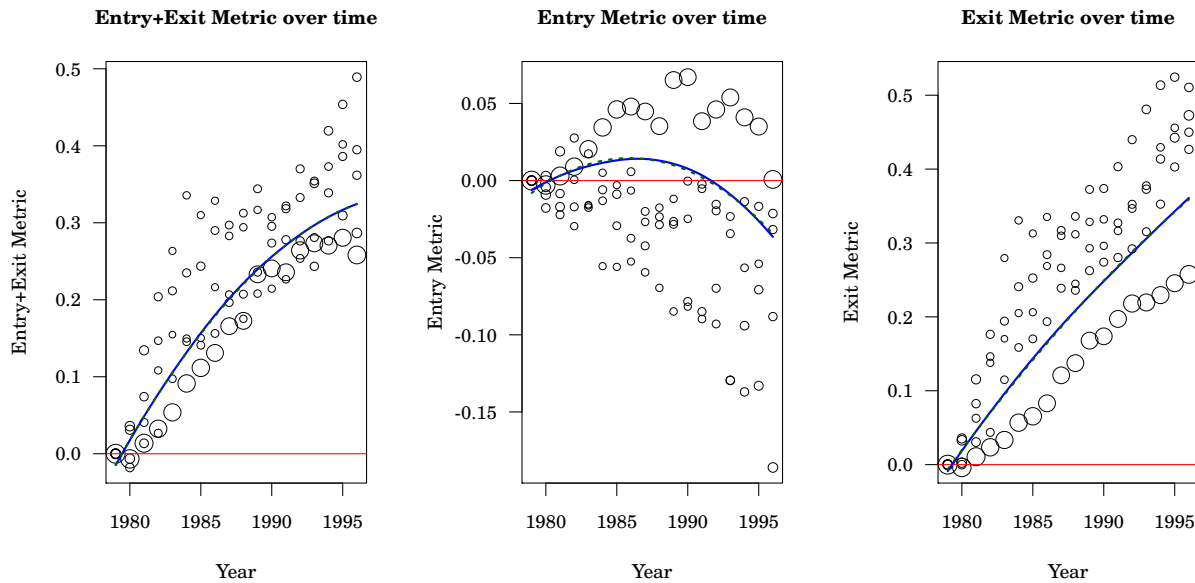 Entry+Exit Metric over time
Entry+Exit Metric
0.5
0.4
0.3
0.2
0.1
0.0
1980 1985 1990 1995
Year
Entry Metric over time
Entry Metric
0.05
0.00
-0.05
-0.10
-0.15
1980 1985 1990 1995
Year
Exit Metric over time
Exit Metric
0.5
0.4
0.3
0.2
0.1
0.0
1980 1985 1990 1995
Year